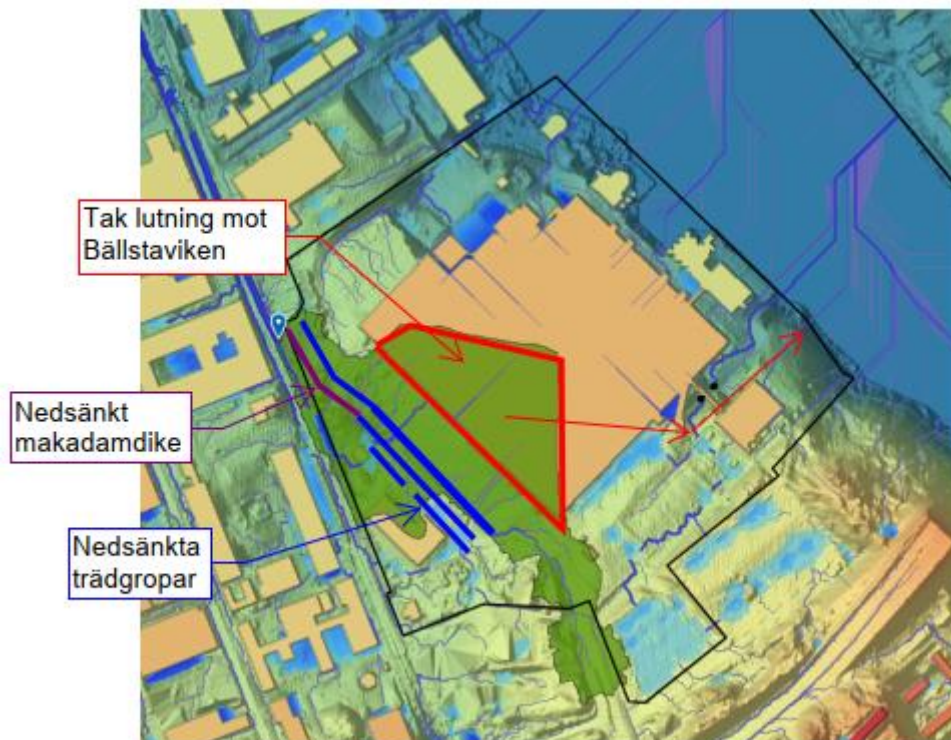 Tak lutning mot
Bällstaviken
Nedsänkt
makadamdike
Nedsänkta
trädgropar